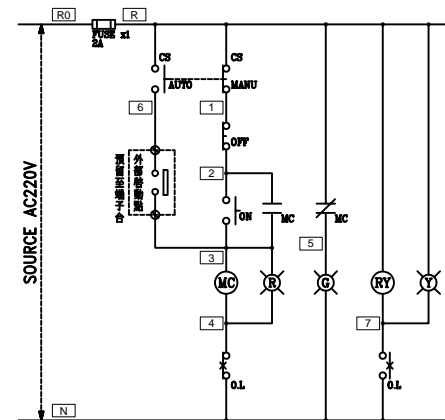 R0
R
FUSE x1
2A
CS
CS
AUTO
MANU
6
1
OFF
2
外部啓動點
預留至端子台
ON
MC
MC
5
3
MC
R
G
RY
Y
4
7
O.L
O.L
SOURCE AC220V
N